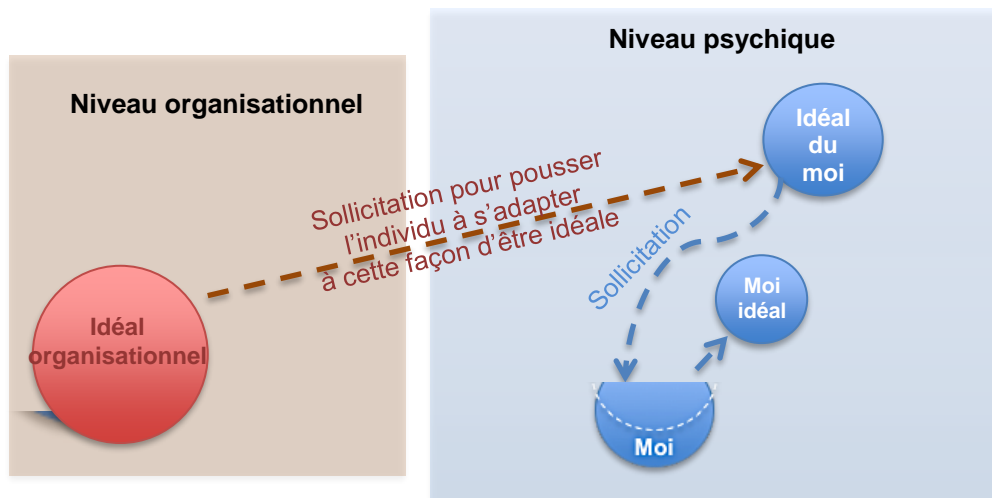 Niveau psychique
Niveau organisationnel
Idéal
du
moi
Sollicitation pour pousser
l’individu à s’adapter
à cette façon d’être idéale
Sollicitation
Moi
idéal
Idéal
organisationnel
Moi